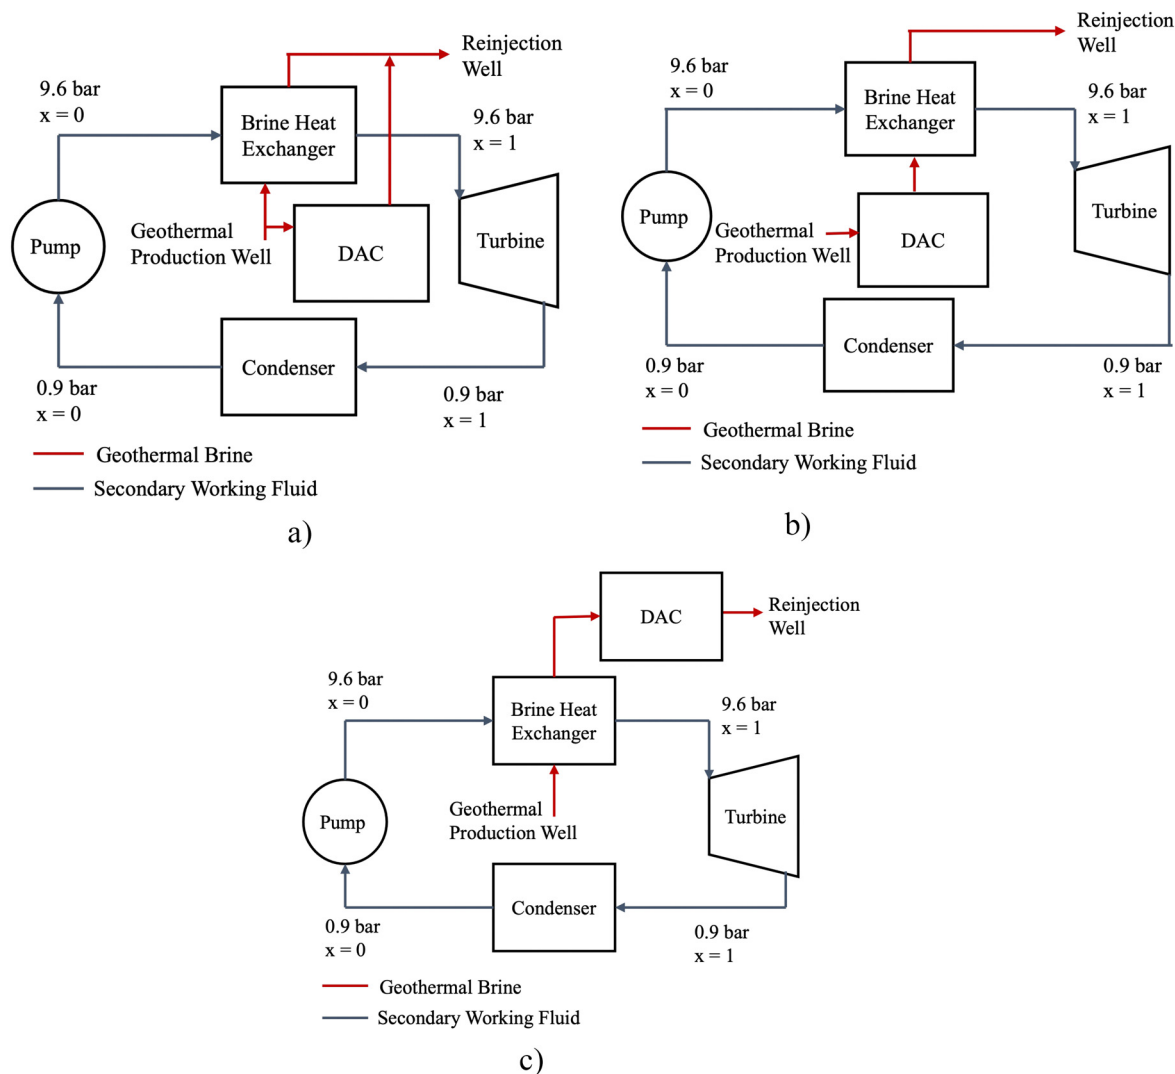 Reinjection
Well
9.6 bar
x = 0
Brine Heat
Exchanger
9.6 bar
x = 1
Pump
Geothermal
Production Well
DAC
Turbine
Condenser
0.9 bar
x = 0
0.9 bar
x = 1
Geothermal Brine
Secondary Working Fluid
a)
Reinjection
Well
9.6 bar
x = 0
Brine Heat
Exchanger
9.6 bar
x = 1
Pump
Geothermal
Production Well
DAC
Turbine
Condenser
0.9 bar
x = 0
0.9 bar
x = 1
Geothermal Brine
Secondary Working Fluid
b)
DAC
Reinjection
Well
9.6 bar
x = 0
Brine Heat
Exchanger
9.6 bar
x = 1
Pump
Geothermal
Production Well
Turbine
Condenser
0.9 bar
x = 0
0.9 bar
x = 1
Geothermal Brine
Secondary Working Fluid
c)